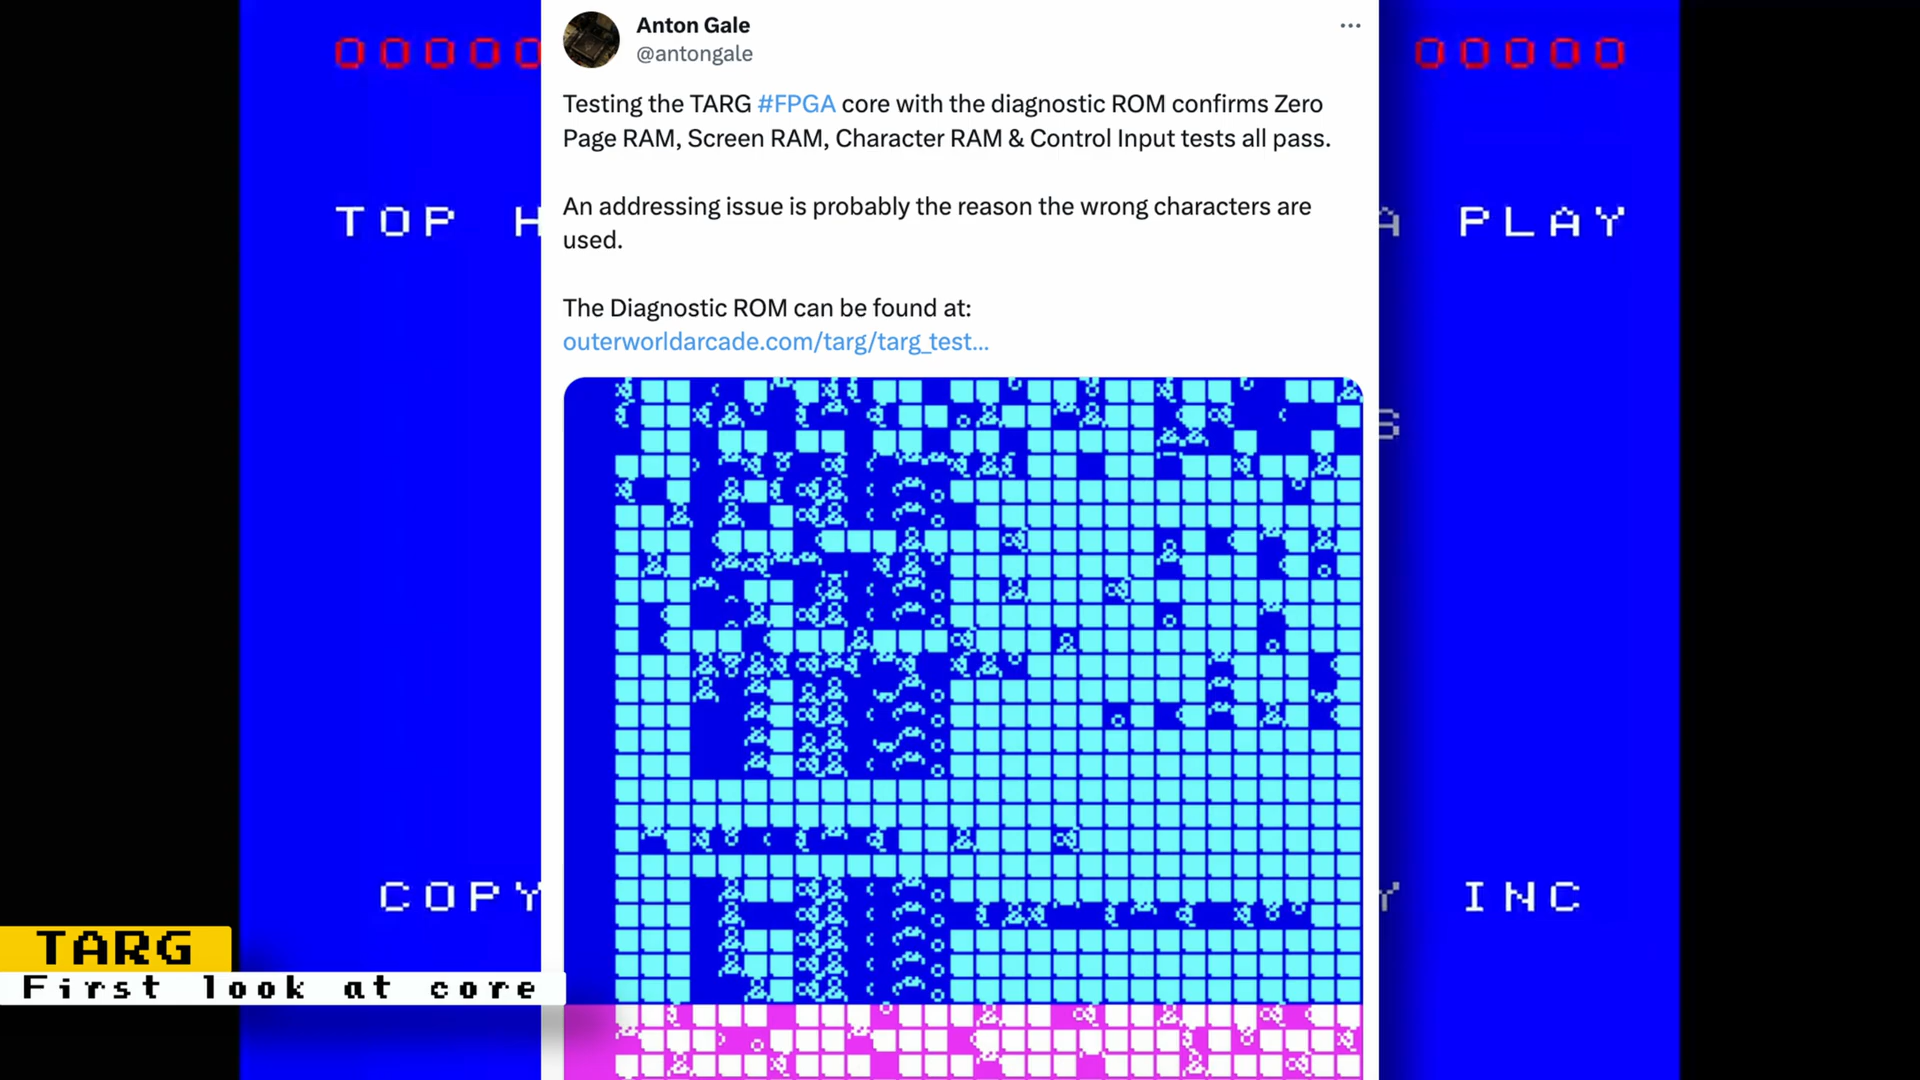 Anton Gale
@antongale
00000
00000
Testing the TARG #FPGA core with the diagnostic ROM confirms Zero
Page RAM, Screen RAM, Character RAM & Control Input tests all pass.
TOP H
A PLAY
An addressing issue is probably the reason the wrong characters are
used.
The Diagnostic ROM can be found at:
outerworldarcade.com/targ/targ_test...
S
COPY
Y INC
TARG
First look at core